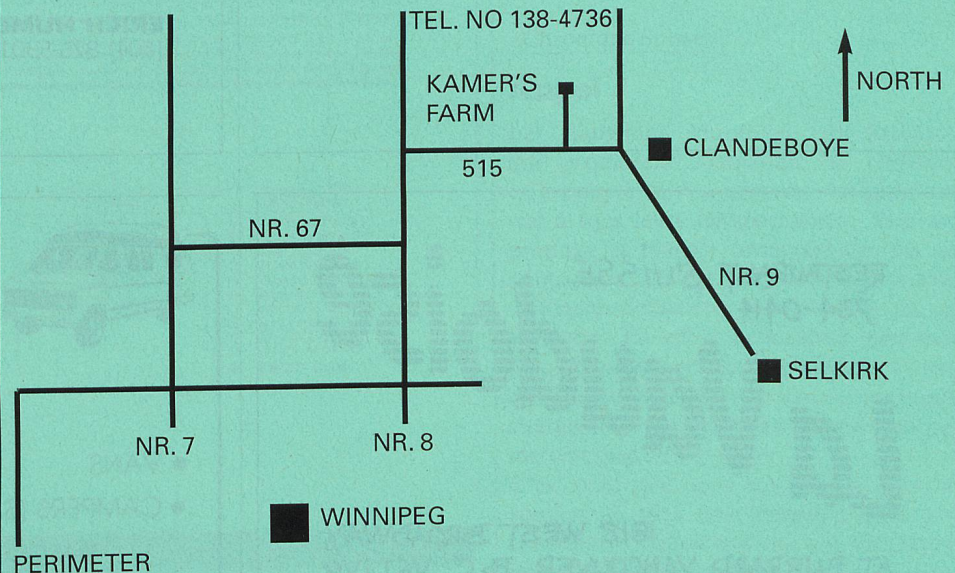 TEL. NO 138-4736
KAMER'S
FARM
NORTH
CLANDEBOYE
515
NR. 67
NR. 9
SELKIRK
NR. 7
NR. 8
WINNIPEG
PERIMETER